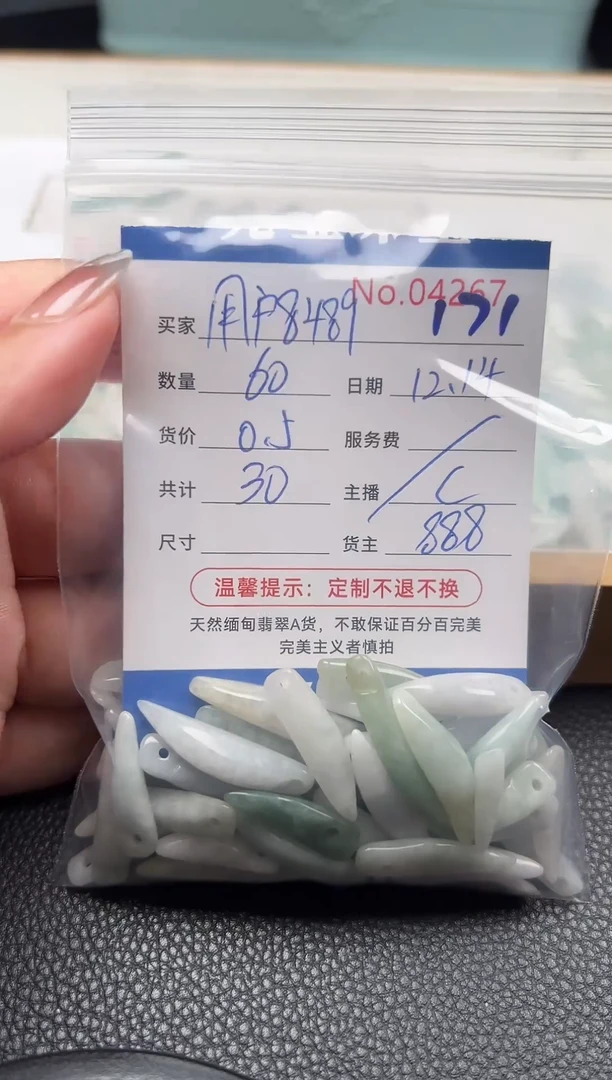 No.04267
买家 用户8489 171
数量 60 日期 12.14
货价 0.5 服务费 /
共计 30 主播 C
尺寸 货主 888
温馨提示:定制不退不换
天然缅甸翡翠A货,不敢保证百分百完美
完美主义者慎拍